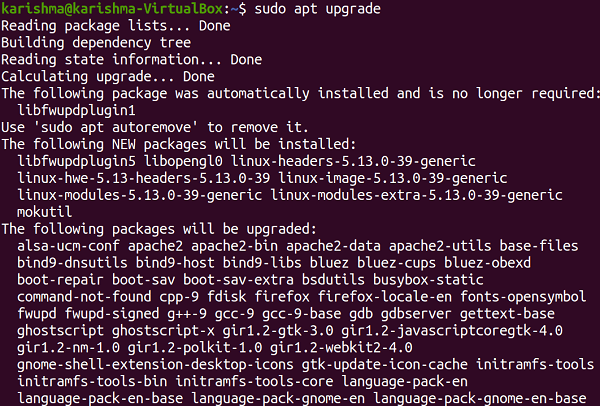 karishma@karishma-VirtualBox:~$ sudo apt upgrade
Reading package lists... Done
Building dependency tree
Reading state information... Done
Calculating upgrade... Done
The following package was automatically installed and is no longer required:
  libfwupdplugin1
Use 'sudo apt autoremove' to remove it.
The following NEW packages will be installed:
  libfwupdplugin5 libopengl0 linux-headers-5.13.0-39-generic
  linux-hwe-5.13-headers-5.13.0-39 linux-image-5.13.0-39-generic
  linux-modules-5.13.0-39-generic linux-modules-extra-5.13.0-39-generic
  mokutil
The following packages will be upgraded:
  alsa-ucm-conf apache2 apache2-bin apache2-data apache2-utils base-files
  bind9-dnsutils bind9-host bind9-libs bluez bluez-cups bluez-obexd
  boot-repair boot-sav boot-sav-extra bsdutils busybox-static
  command-not-found cpp-9 fdisk firefox firefox-locale-en fonts-opensymbol
  fwupd fwupd-signed g++-9 gcc-9 gcc-9-base gdb gdbserver gettext-base
  ghostscript ghostscript-x gir1.2-gtk-3.0 gir1.2-javascriptcoregtk-4.0
  gir1.2-nm-1.0 gir1.2-polkit-1.0 gir1.2-webkit2-4.0
  gnome-shell-extension-desktop-icons gtk-update-icon-cache initramfs-tools
  initramfs-tools-bin initramfs-tools-core language-pack-en
  language-pack-en-base language-pack-gnome-en language-pack-gnome-en-base